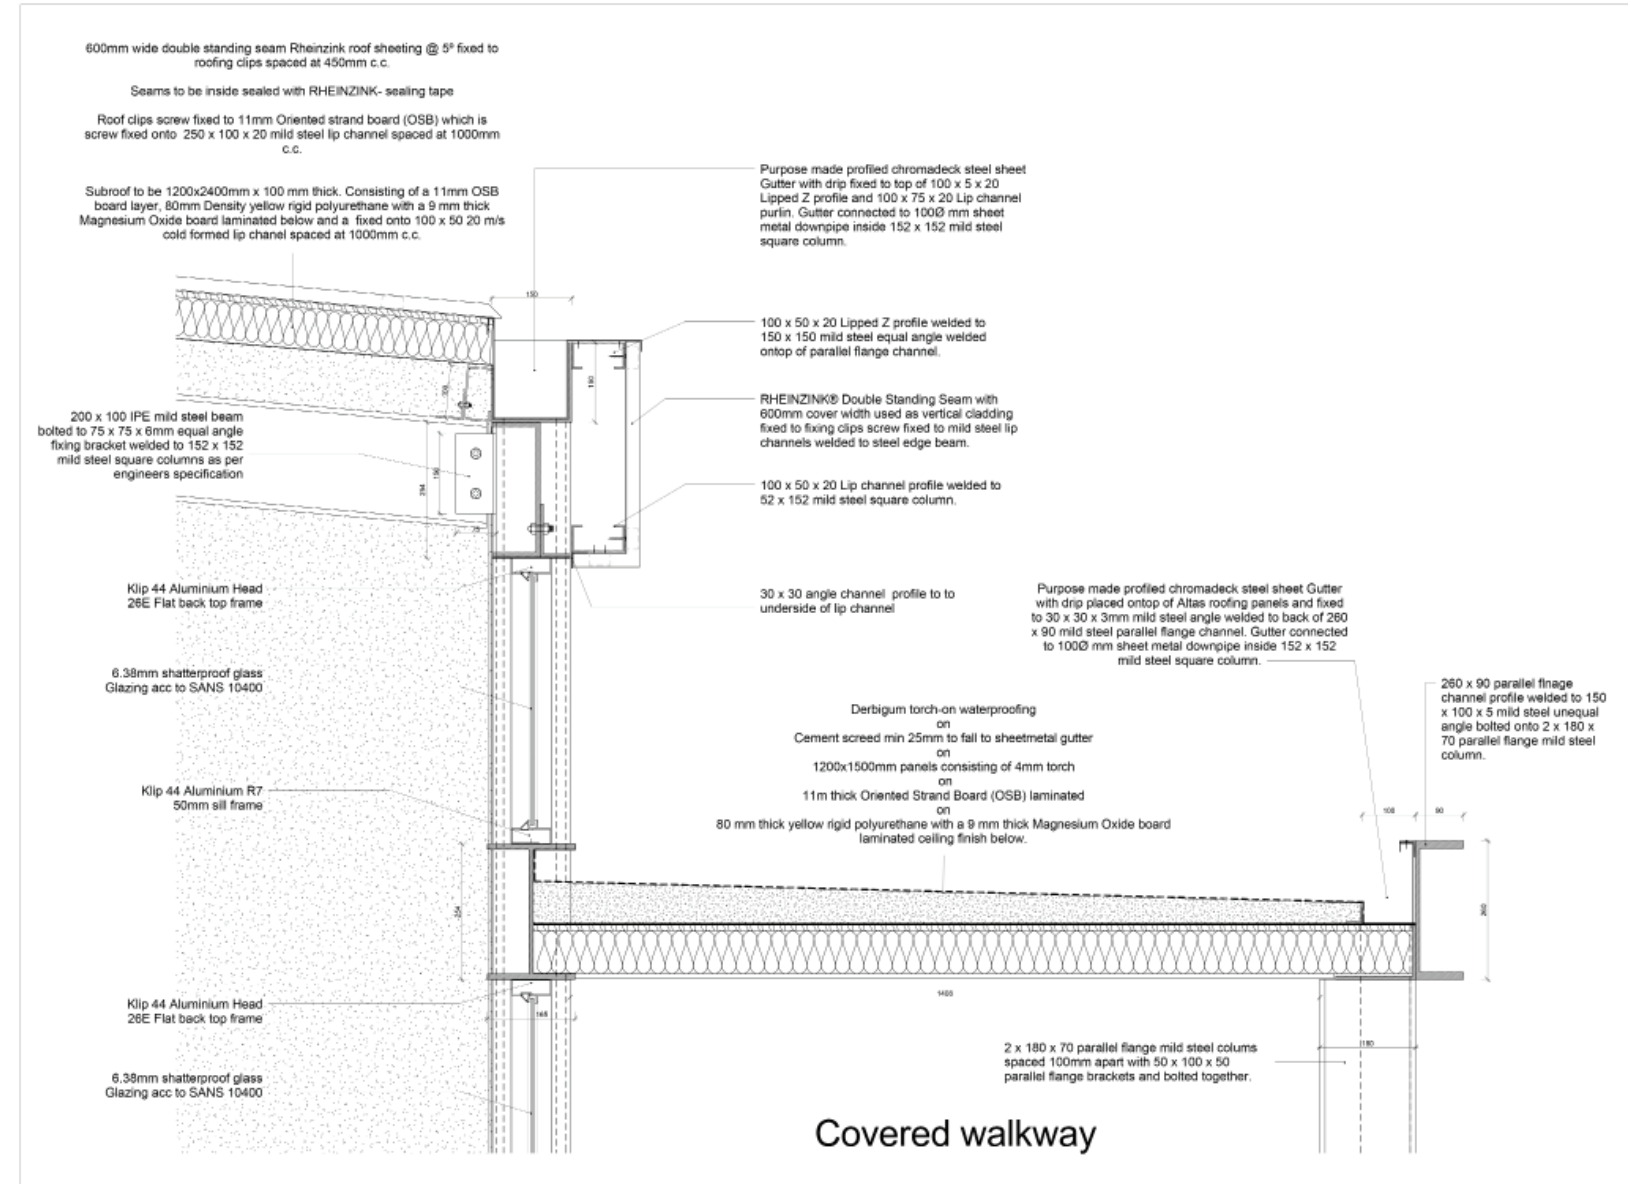 600mm wide double standing seam Rheinzink roof sheeting @ 5º fixed to
roofing clips spaced at 450mm c.c.
Seams to be inside sealed with RHEINZINK- sealing tape
Roof clips screw fixed to 11mm Oriented strand board (OSB) which is
screw fixed onto 250 x 100 x 20 mild steel lip channel spaced at 1000mm
c.c.
Subroof to be 1200x2400mm x 100 mm thick. Consisting of a 11mm OSB
board layer, 80mm Density yellow rigid polyurethane with a 9 mm thick
Magnesium Oxide board laminated below and a fixed onto 100 x 50 20 m/s
cold formed lip chanel spaced at 1000mm c.c.
Purpose made profiled chromadeck steel sheet
Gutter with drip fixed to top of 100 x 5 x 20
Lipped Z profile and 100 x 75 x 20 Lip channel
purlin. Gutter connected to 100Ø mm sheet
metal downpipe inside 152 x 152 mild steel
square column.
150
100 x 50 x 20 Lipped Z profile welded to
150 x 150 mild steel equal angle welded
ontop of parallel flange channel.
190
RHEINZINK® Double Standing Seam with
600mm cover width used as vertical cladding
fixed to fixing clips screw fixed to mild steel lip
channels welded to steel edge beam.
200 x 100 IPE mild steel beam
bolted to 75 x 75 x 6mm equal angle
fixing bracket welded to 152 x 152
mild steel square columns as per
engineers specification
190
254
75
100 x 50 x 20 Lip channel profile welded to
52 x 152 mild steel square column.
Klip 44 Aluminium Head
26E Flat back top frame
30 x 30 angle channel profile to to
underside of lip channel
Purpose made profiled chromadeck steel sheet Gutter
with drip placed ontop of Altas roofing panels and fixed
to 30 x 30 x 3mm mild steel angle welded to back of 260
x 90 mild steel parallel flange channel. Gutter connected
to 100Ø mm sheet metal downpipe inside 152 x 152
mild steel square column.
6.38mm shatterproof glass
Glazing acc to SANS 10400
260 x 90 parallel flnage
channel profile welded to 150
x 100 x 5 mild steel unequal
angle bolted onto 2 x 180 x
70 parallel flange mild steel
column.
Derbigum torch-on waterproofing
on
Cement screed min 25mm to fall to sheetmetal gutter
on
1200x1500mm panels consisting of 4mm torch
on
11m thick Oriented Strand Board (OSB) laminated
on
80 mm thick yellow rigid polyurethane with a 9 mm thick Magnesium Oxide board
laminated ceiling finish below.
Klip 44 Aluminium R7
50mm sill frame
100
90
254
260
Klip 44 Aluminium Head
26E Flat back top frame
1400
165
180
2 x 180 x 70 parallel flange mild steel colums
spaced 100mm apart with 50 x 100 x 50
parallel flange brackets and bolted together.
6.38mm shatterproof glass
Glazing acc to SANS 10400
Covered walkway